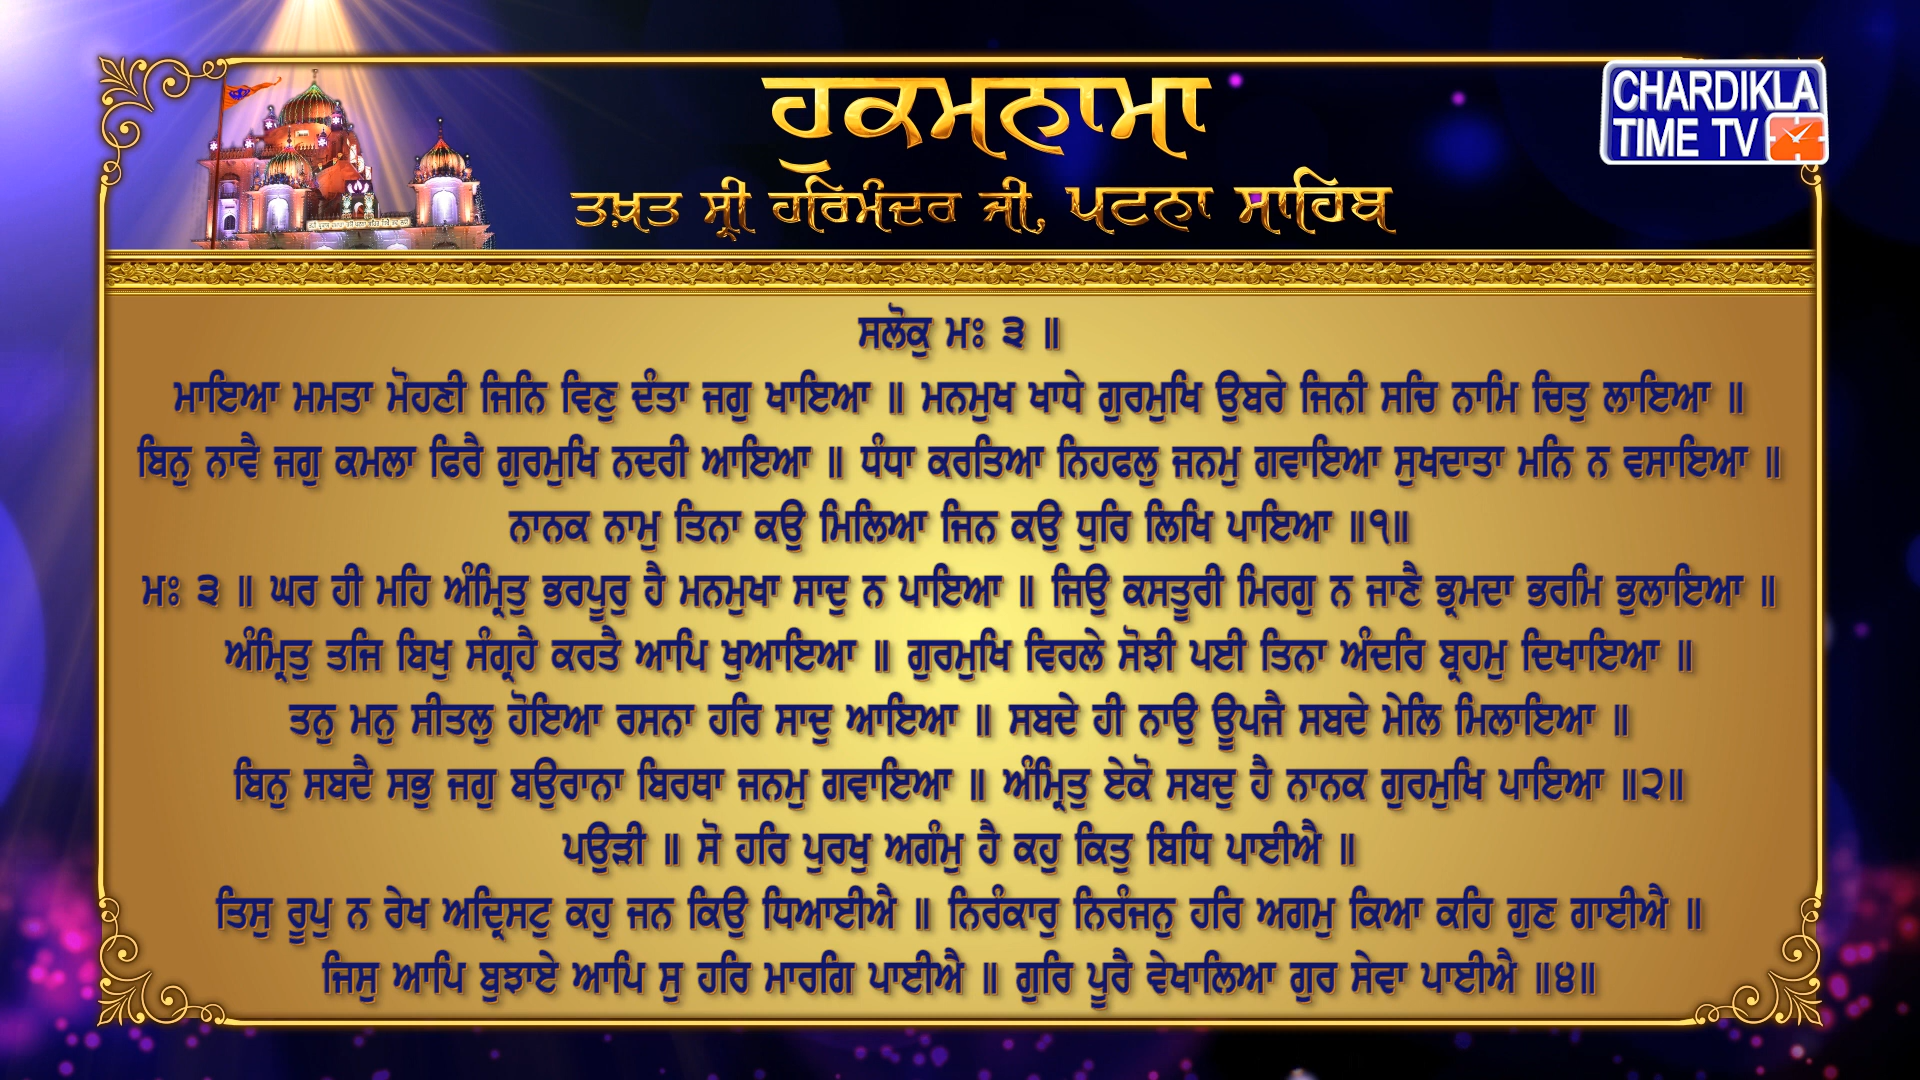 ਹੁਕਮਨਾਮਾ
ਤਖ਼ਤ ਸ੍ਰੀ ਹਰਿਮੰਦਰ ਜੀ, ਪਟਨਾ ਸਾਹਿਬ
CHARDIKLA
TIME TV
ਸਲੋਕੁ ਮਃ ੩ ॥
ਮਾਇਆ ਮਮਤਾ ਮੋਹਣੀ ਜਿਨਿ ਵਿਣੁ ਦੰਤਾ ਜਗੁ ਖਾਇਆ ॥ ਮਨਮੁਖ ਖਾਧੇ ਗੁਰਮੁਖਿ ਉਬਰੇ ਜਿਨੀ ਸਚਿ ਨਾਮਿ ਚਿਤੁ ਲਾਇਆ ॥
ਬਿਨੁ ਨਾਵੈ ਜਗੁ ਕਮਲਾ ਫਿਰੈ ਗੁਰਮੁਖਿ ਨਦਰੀ ਆਇਆ ॥ ਧੰਧਾ ਕਰਤਿਆ ਨਿਹਫਲੁ ਜਨਮੁ ਗਵਾਇਆ ਸੁਖਦਾਤਾ ਮਨਿ ਨ ਵਸਾਇਆ ॥
ਨਾਨਕ ਨਾਮੁ ਤਿਨਾ ਕਉ ਮਿਲਿਆ ਜਿਨ ਕਉ ਧੁਰਿ ਲਿਖਿ ਪਾਇਆ ॥੧॥
ਮਃ ੩ ॥ ਘਰ ਹੀ ਮਹਿ ਅੰਮ੍ਰਿਤੁ ਭਰਪੂਰੁ ਹੈ ਮਨਮੁਖਾ ਸਾਦੁ ਨ ਪਾਇਆ ॥ ਜਿਉ ਕਸਤੂਰੀ ਮਿਰਗੁ ਨ ਜਾਣੈ ਭ੍ਰਮਦਾ ਭਰਮਿ ਭੁਲਾਇਆ ॥
ਅੰਮ੍ਰਿਤੁ ਤਜਿ ਬਿਖੁ ਸੰਗ੍ਰਹੈ ਕਰਤੈ ਆਪਿ ਖੁਆਇਆ ॥ ਗੁਰਮੁਖਿ ਵਿਰਲੇ ਸੋਝੀ ਪਈ ਤਿਨਾ ਅੰਦਰਿ ਬ੍ਰਹਮੁ ਦਿਖਾਇਆ ॥
ਤਨੁ ਮਨੁ ਸੀਤਲੁ ਹੋਇਆ ਰਸਨਾ ਹਰਿ ਸਾਦੁ ਆਇਆ ॥ ਸਬਦੇ ਹੀ ਨਾਉ ਊਪਜੈ ਸਬਦੇ ਮੇਲਿ ਮਿਲਾਇਆ ॥
ਬਿਨੁ ਸਬਦੈ ਸਭੁ ਜਗੁ ਬਉਰਾਨਾ ਬਿਰਥਾ ਜਨਮੁ ਗਵਾਇਆ ॥ ਅੰਮ੍ਰਿਤੁ ਏਕੋ ਸਬਦੁ ਹੈ ਨਾਨਕ ਗੁਰਮੁਖਿ ਪਾਇਆ ॥੨॥
ਪਉੜੀ ॥ ਸੋ ਹਰਿ ਪੁਰਖੁ ਅਗੰਮੁ ਹੈ ਕਹੁ ਕਿਤੁ ਬਿਧਿ ਪਾਈਐ ॥
ਤਿਸੁ ਰੂਪੁ ਨ ਰੇਖ ਅਦ੍ਰਿਸਟੁ ਕਹੁ ਜਨ ਕਿਉ ਧਿਆਈਐ ॥ ਨਿਰੰਕਾਰੁ ਨਿਰੰਜਨੁ ਹਰਿ ਅਗਮੁ ਕਿਆ ਕਹਿ ਗੁਣ ਗਾਈਐ ॥
ਜਿਸੁ ਆਪਿ ਬੁਝਾਏ ਆਪਿ ਸੁ ਹਰਿ ਮਾਰਗਿ ਪਾਈਐ ॥ ਗੁਰਿ ਪੂਰੈ ਵੇਖਾਲਿਆ ਗੁਰ ਸੇਵਾ ਪਾਈਐ ॥੪॥